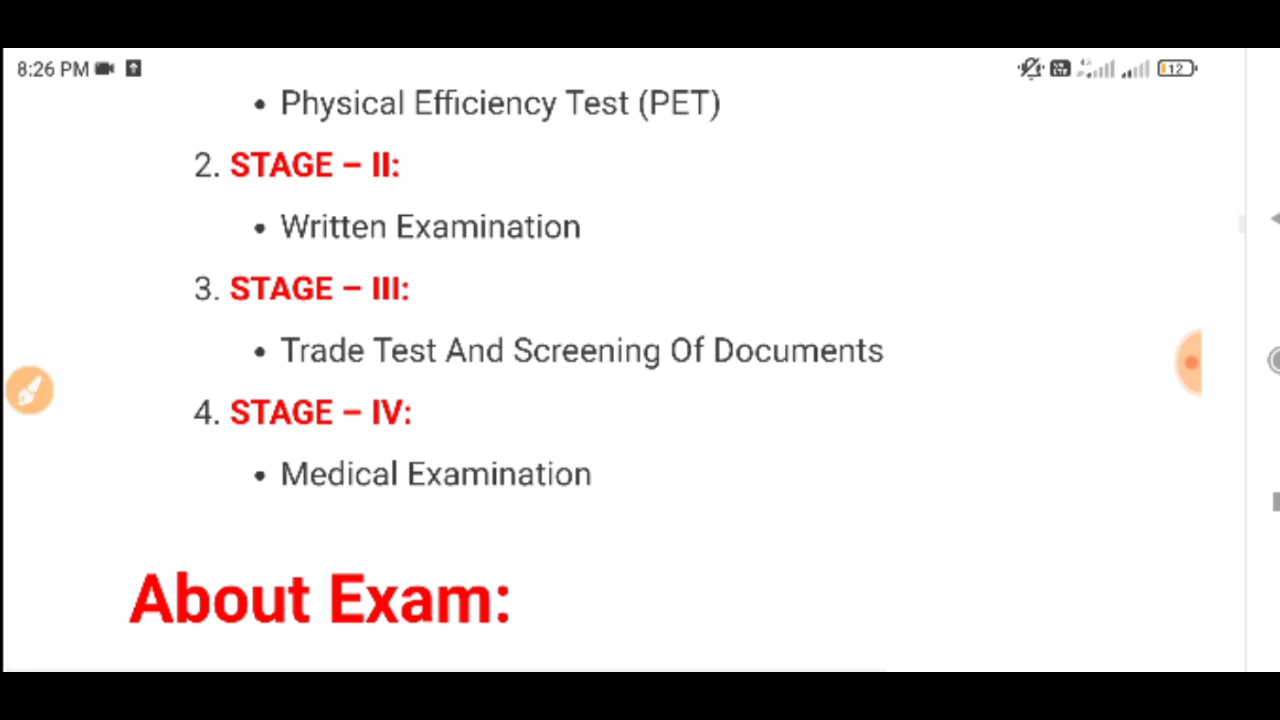 8:26 PM
12
• Physical Efficiency Test (PET)
2. STAGE – II:
• Written Examination
3. STAGE – III:
• Trade Test And Screening Of Documents
4. STAGE – IV:
• Medical Examination
About Exam: